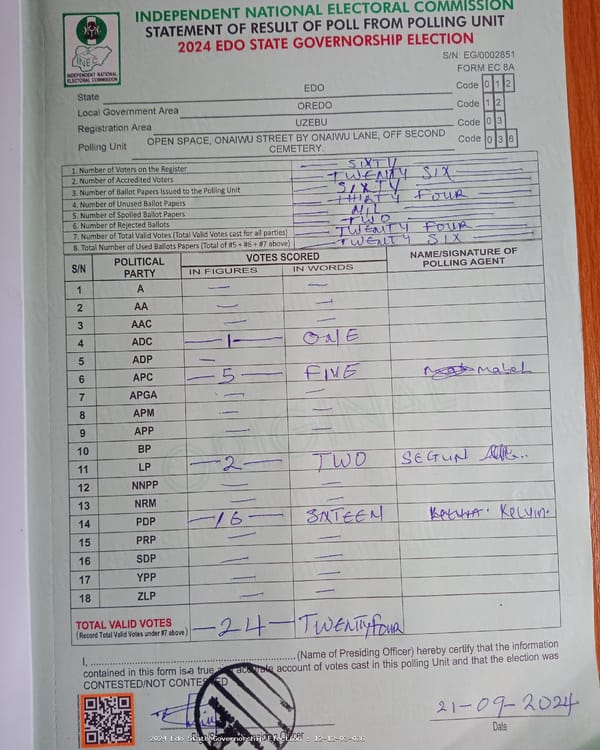 INDEPENDENT NATIONAL ELECTORAL COMMISSION
STATEMENT OF RESULT OF POLL FROM POLLING UNIT
2024 EDO STATE GOVERNORSHIP ELECTION
INEC
INDEPENDENT NATIONAL ELECTORAL COMMISSION
S/N: EG/0002851
FORM EC 8A
State EDO Code 0 1 2
Local Government Area OREDO Code 1 2
Registration Area UZEBU Code 0 3
Polling Unit OPEN SPACE, ONAIWU STREET BY ONAIWU LANE, OFF SECOND CEMETERY. Code 0 3 6
1. Number of Voters on the Register SIXTY
2. Number of Accredited Voters TWENTY SIX
3. Number of Ballot Papers Issued to the Polling Unit SIXTY
4. Number of Unused Ballot Papers THIRTY FOUR
5. Number of Spoiled Ballot Papers NIL
6. Number of Rejected Ballots TWO
7. Number of Total Valid Votes (Total Valid Votes cast for all parties) TWENTY FOUR
8. Total Number of Used Ballots Papers (Total of #5 + #6 + #7 above) TWENTY SIX
S/N POLITICAL PARTY VOTES SCORED NAME/SIGNATURE OF POLLING AGENT
IN FIGURES IN WORDS
1 A — —
2 AA — —
3 AAC — —
4 ADC —1— ONE
5 ADP —
6 APC —5— FIVE Mabel
7 APGA — —
8 APM — —
9 APP — —
10 BP — —
11 LP —2— TWO SEGUN
12 NNPP — —
13 NRM — —
14 PDP —16— SIXTEEN Kelvin.
15 PRP — —
16 SDP — —
17 YPP — —
18 ZLP — —
ORIGINAL
TOTAL VALID VOTES —24— TWENTY four
(Record Total Valid Votes under #7 above)
I, ........................ (Name of Presiding Officer) hereby certify that the information
contained in this form is a true and accurate account of votes cast in this polling Unit and that the election was
CONTESTED/NOT CONTESTED
21-09-2024
Date
2024 Edo State Governorship Election : 12-12-03-036